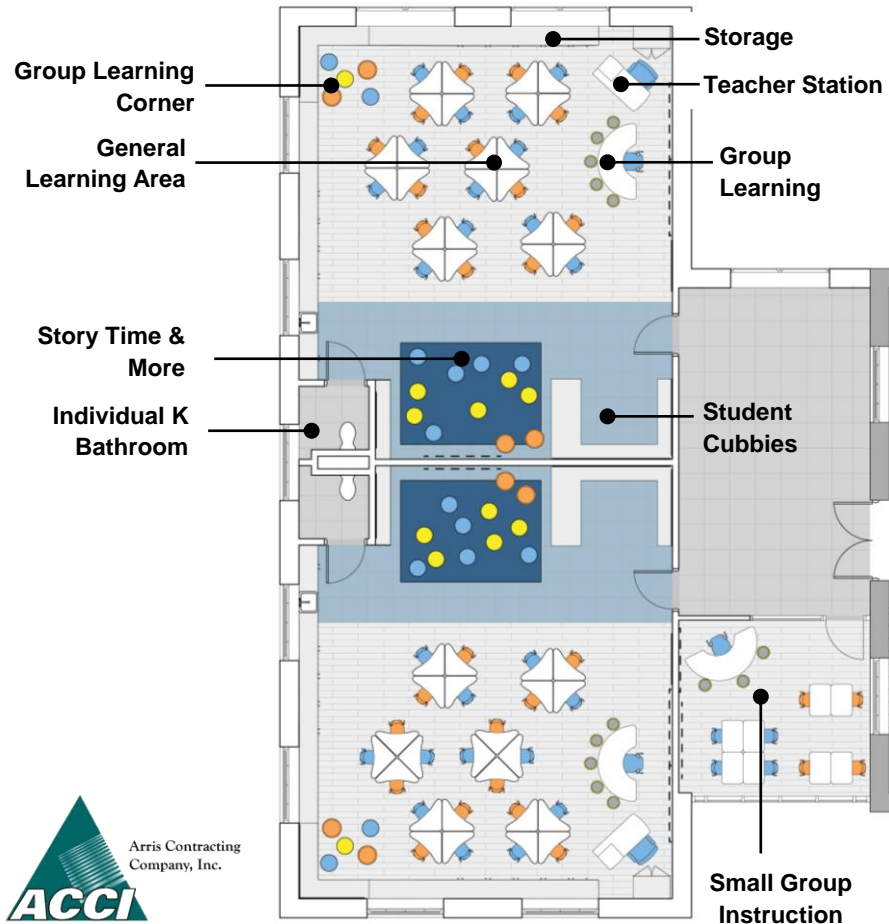 Storage
Group Learning
Corner
Teacher Station
General
Learning Area
Group
Learning
Story Time &
More
Individual K
Bathroom
Student
Cubbies
Arris Contracting
Company, Inc.
ACCI
Small Group
Instruction